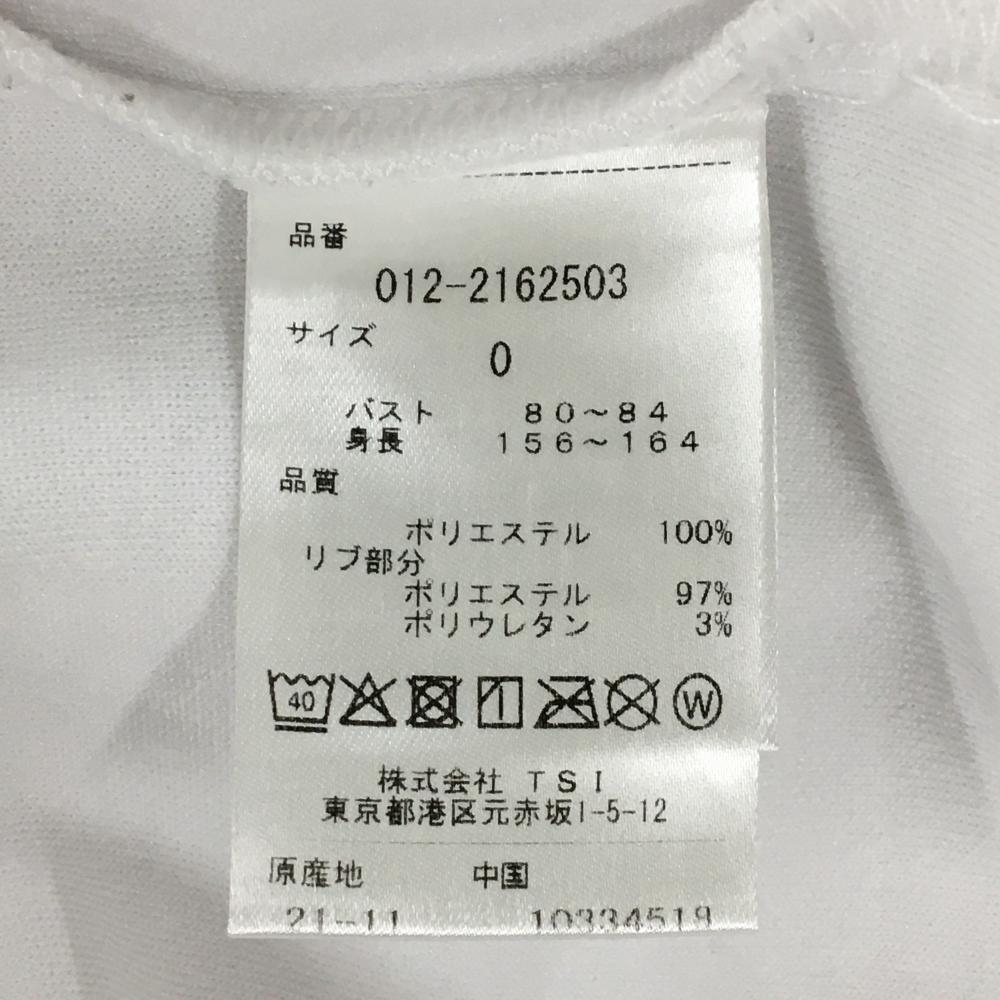 品番
012-2162503
サイズ
0
バスト 80～84
身長 156～164
品質
ポリエステル 100%
リブ部分
ポリエステル 97%
ポリウレタン 3%
40 W
株式会社 TSI
東京都港区元赤坂1-5-12
原産地 中国
21-11 10334519